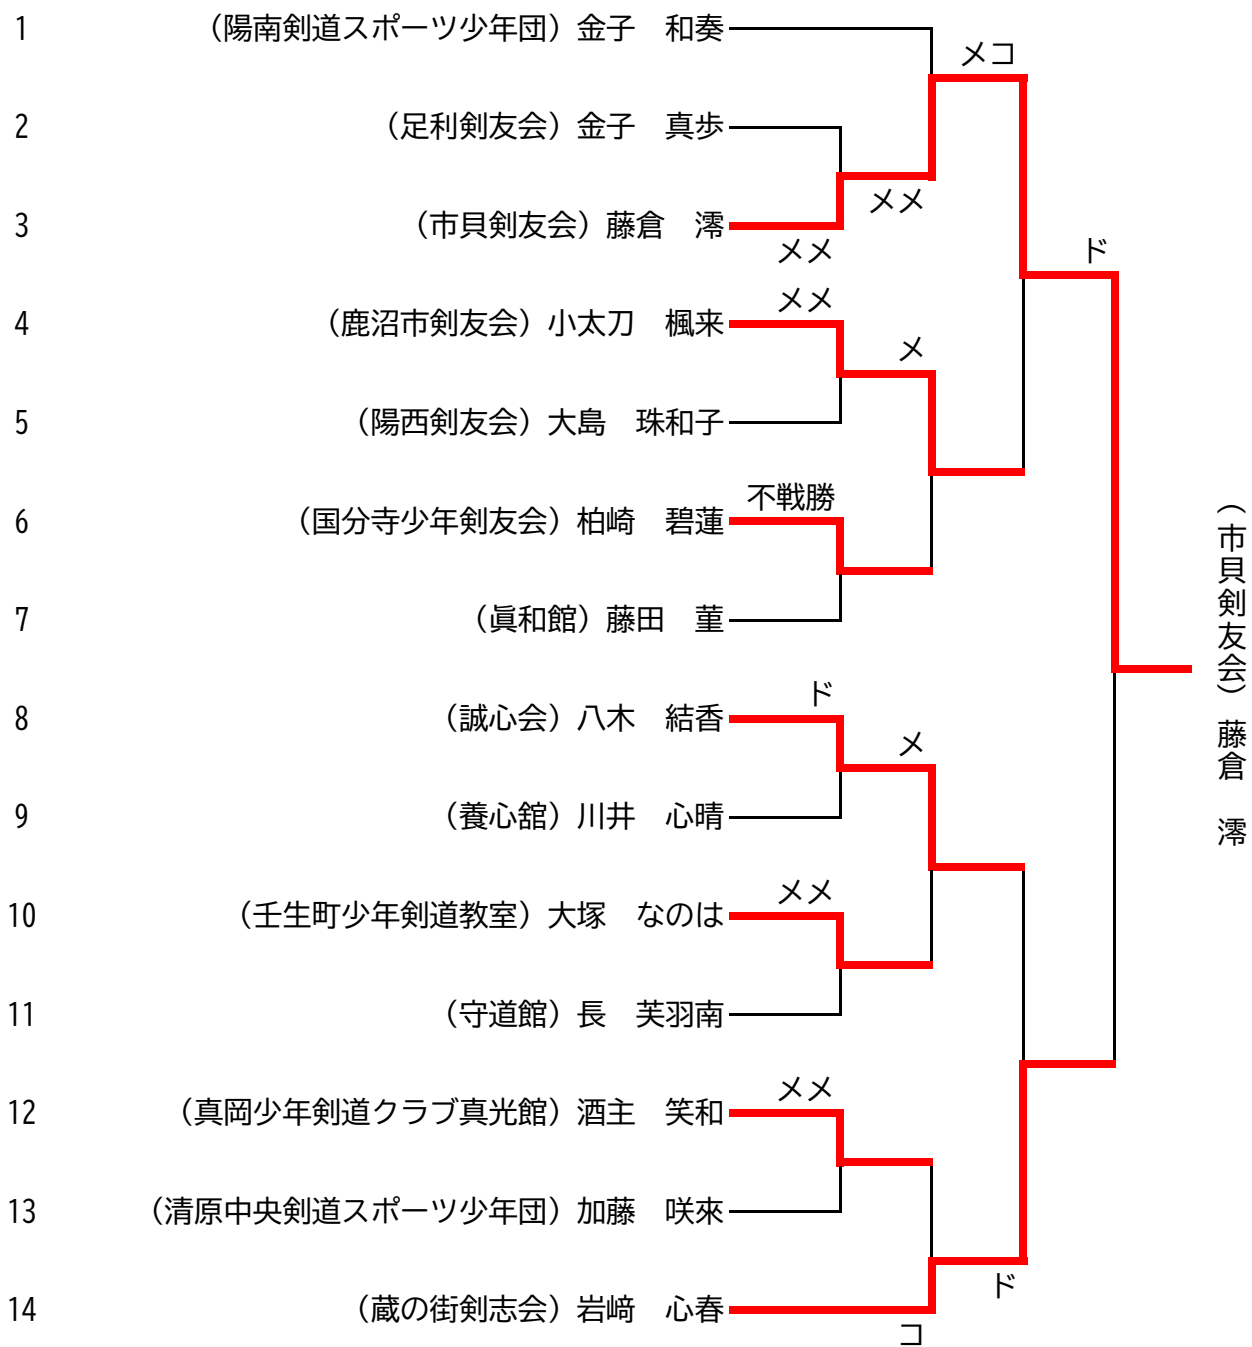 1 （陽南剣道スポーツ少年団）金子　和奏
メコ
2 （足利剣友会）金子　真歩
メメ
3 （市貝剣友会）藤倉　澪
メメ
ド
メメ
4 （鹿沼市剣友会）小太刀　楓来
メ
5 （陽西剣友会）大島　珠和子
不戦勝
6 （国分寺少年剣友会）柏崎　碧蓮
7 （眞和館）藤田　菫
（市貝剣友会）藤倉　澪
ド
8 （誠心会）八木　結香
メ
9 （養心舘）川井　心晴
メメ
10 （壬生町少年剣道教室）大塚　なのは
11 （守道館）長　芙羽南
メメ
12 （真岡少年剣道クラブ真光館）酒主　笑和
13 （清原中央剣道スポーツ少年団）加藤　咲來
ド
14 （蔵の街剣志会）岩﨑　心春
コ